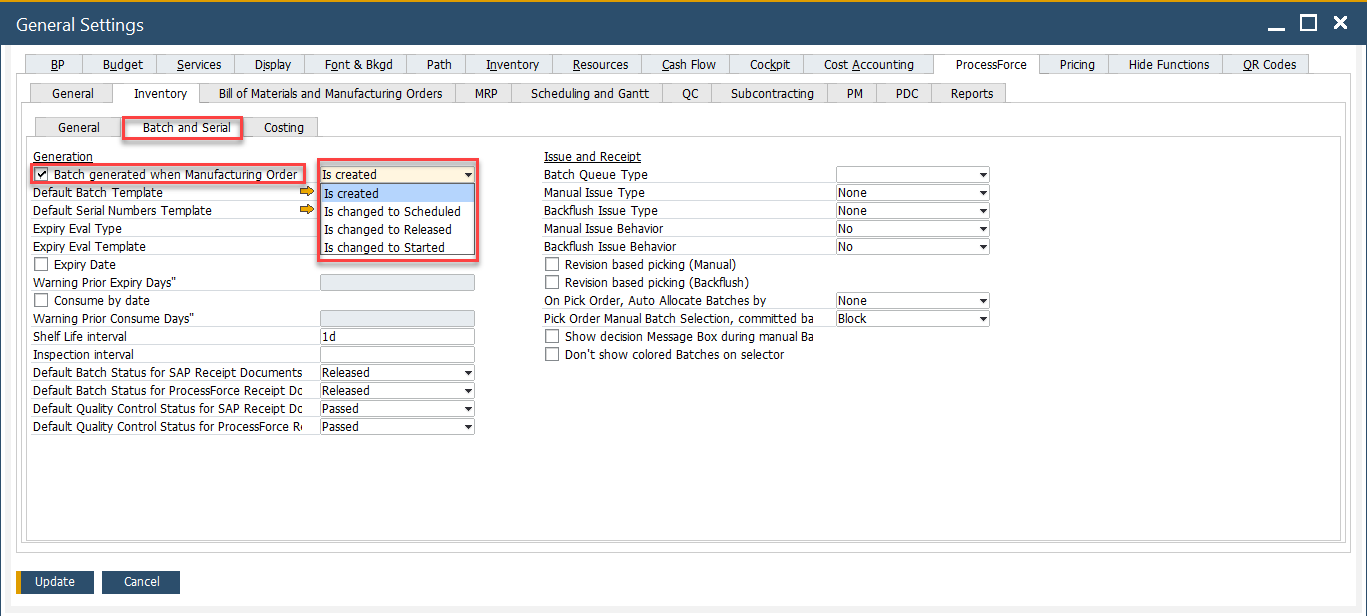 General Settings
BP Budget Services Display Font & Bkgd Path Inventory Resources Cash Flow Cockpit Cost Accounting ProcessForce Pricing Hide Functions QR Codes
General Inventory Bill of Materials and Manufacturing Orders MRP Scheduling and Gantt QC Subcontracting PM PDC Reports
General Batch and Serial Costing
Generation
Batch generated when Manufacturing Order Is created
Is created
Is changed to Scheduled
Is changed to Released
Is changed to Started
Default Batch Template
Default Serial Numbers Template
Expiry Eval Type
Expiry Eval Template
Expiry Date
Warning Prior Expiry Days"
Consume by date
Warning Prior Consume Days"
Shelf Life interval 1d
Inspection interval
Default Batch Status for SAP Receipt Documents Released
Default Batch Status for ProcessForce Receipt Do Released
Default Quality Control Status for SAP Receipt Do Passed
Default Quality Control Status for ProcessForce Re Passed
Issue and Receipt
Batch Queue Type
Manual Issue Type None
Backflush Issue Type None
Manual Issue Behavior No
Backflush Issue Behavior No
Revision based picking (Manual)
Revision based picking (Backflush)
On Pick Order, Auto Allocate Batches by None
Pick Order Manual Batch Selection, committed ba Block
Show decision Message Box during manual Ba
Don't show colored Batches on selector
Update Cancel